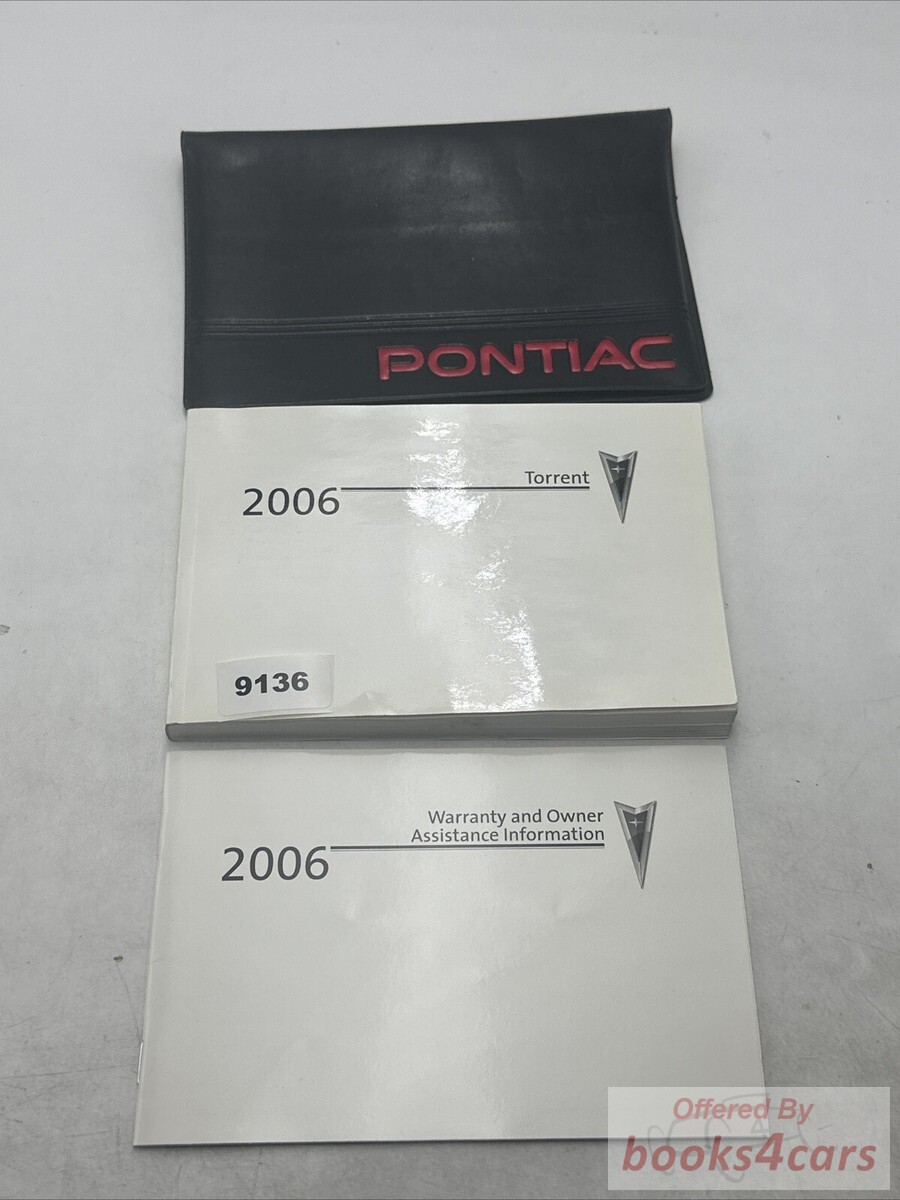 PONTIAC
Torrent
2006
9136
Warranty and Owner
Assistance Information
2006
Offered By
books4cars